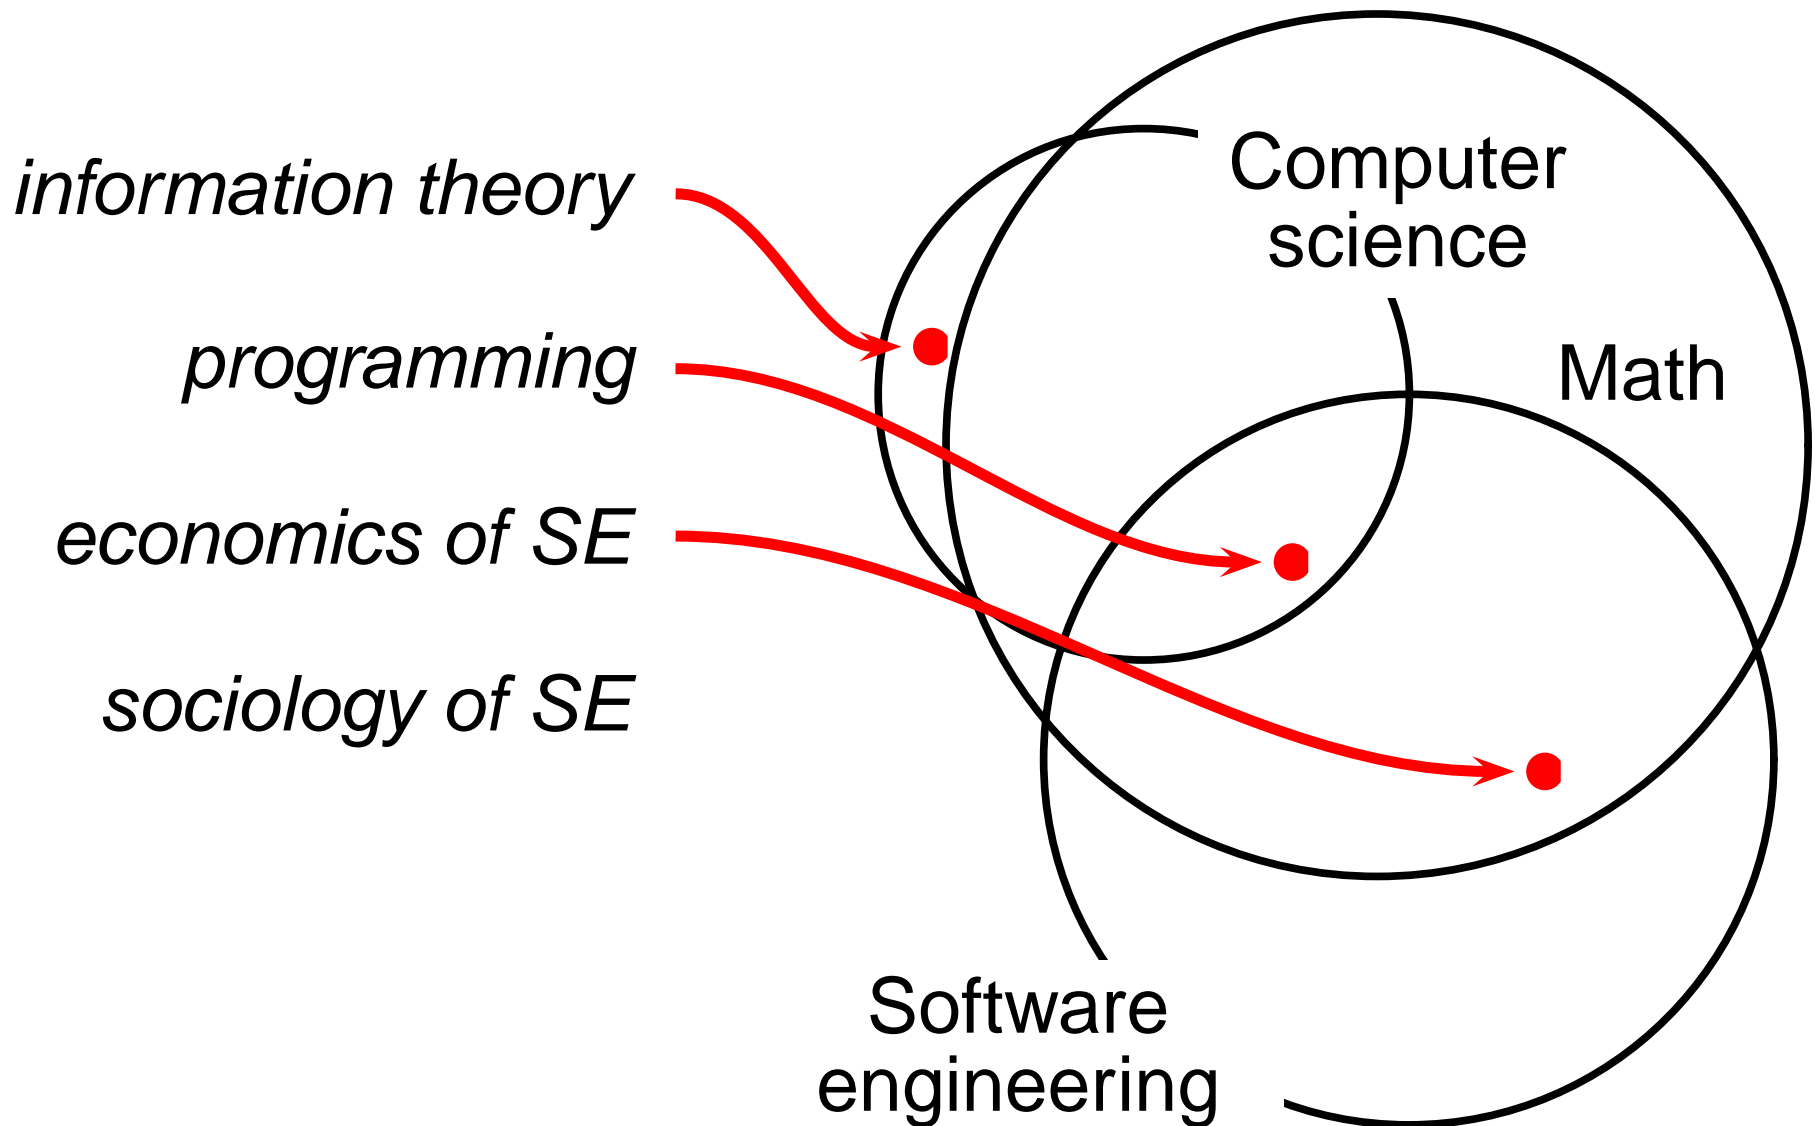 information theory
programming
economics of SE
sociology of SE
Computer
science
Math
Software
engineering